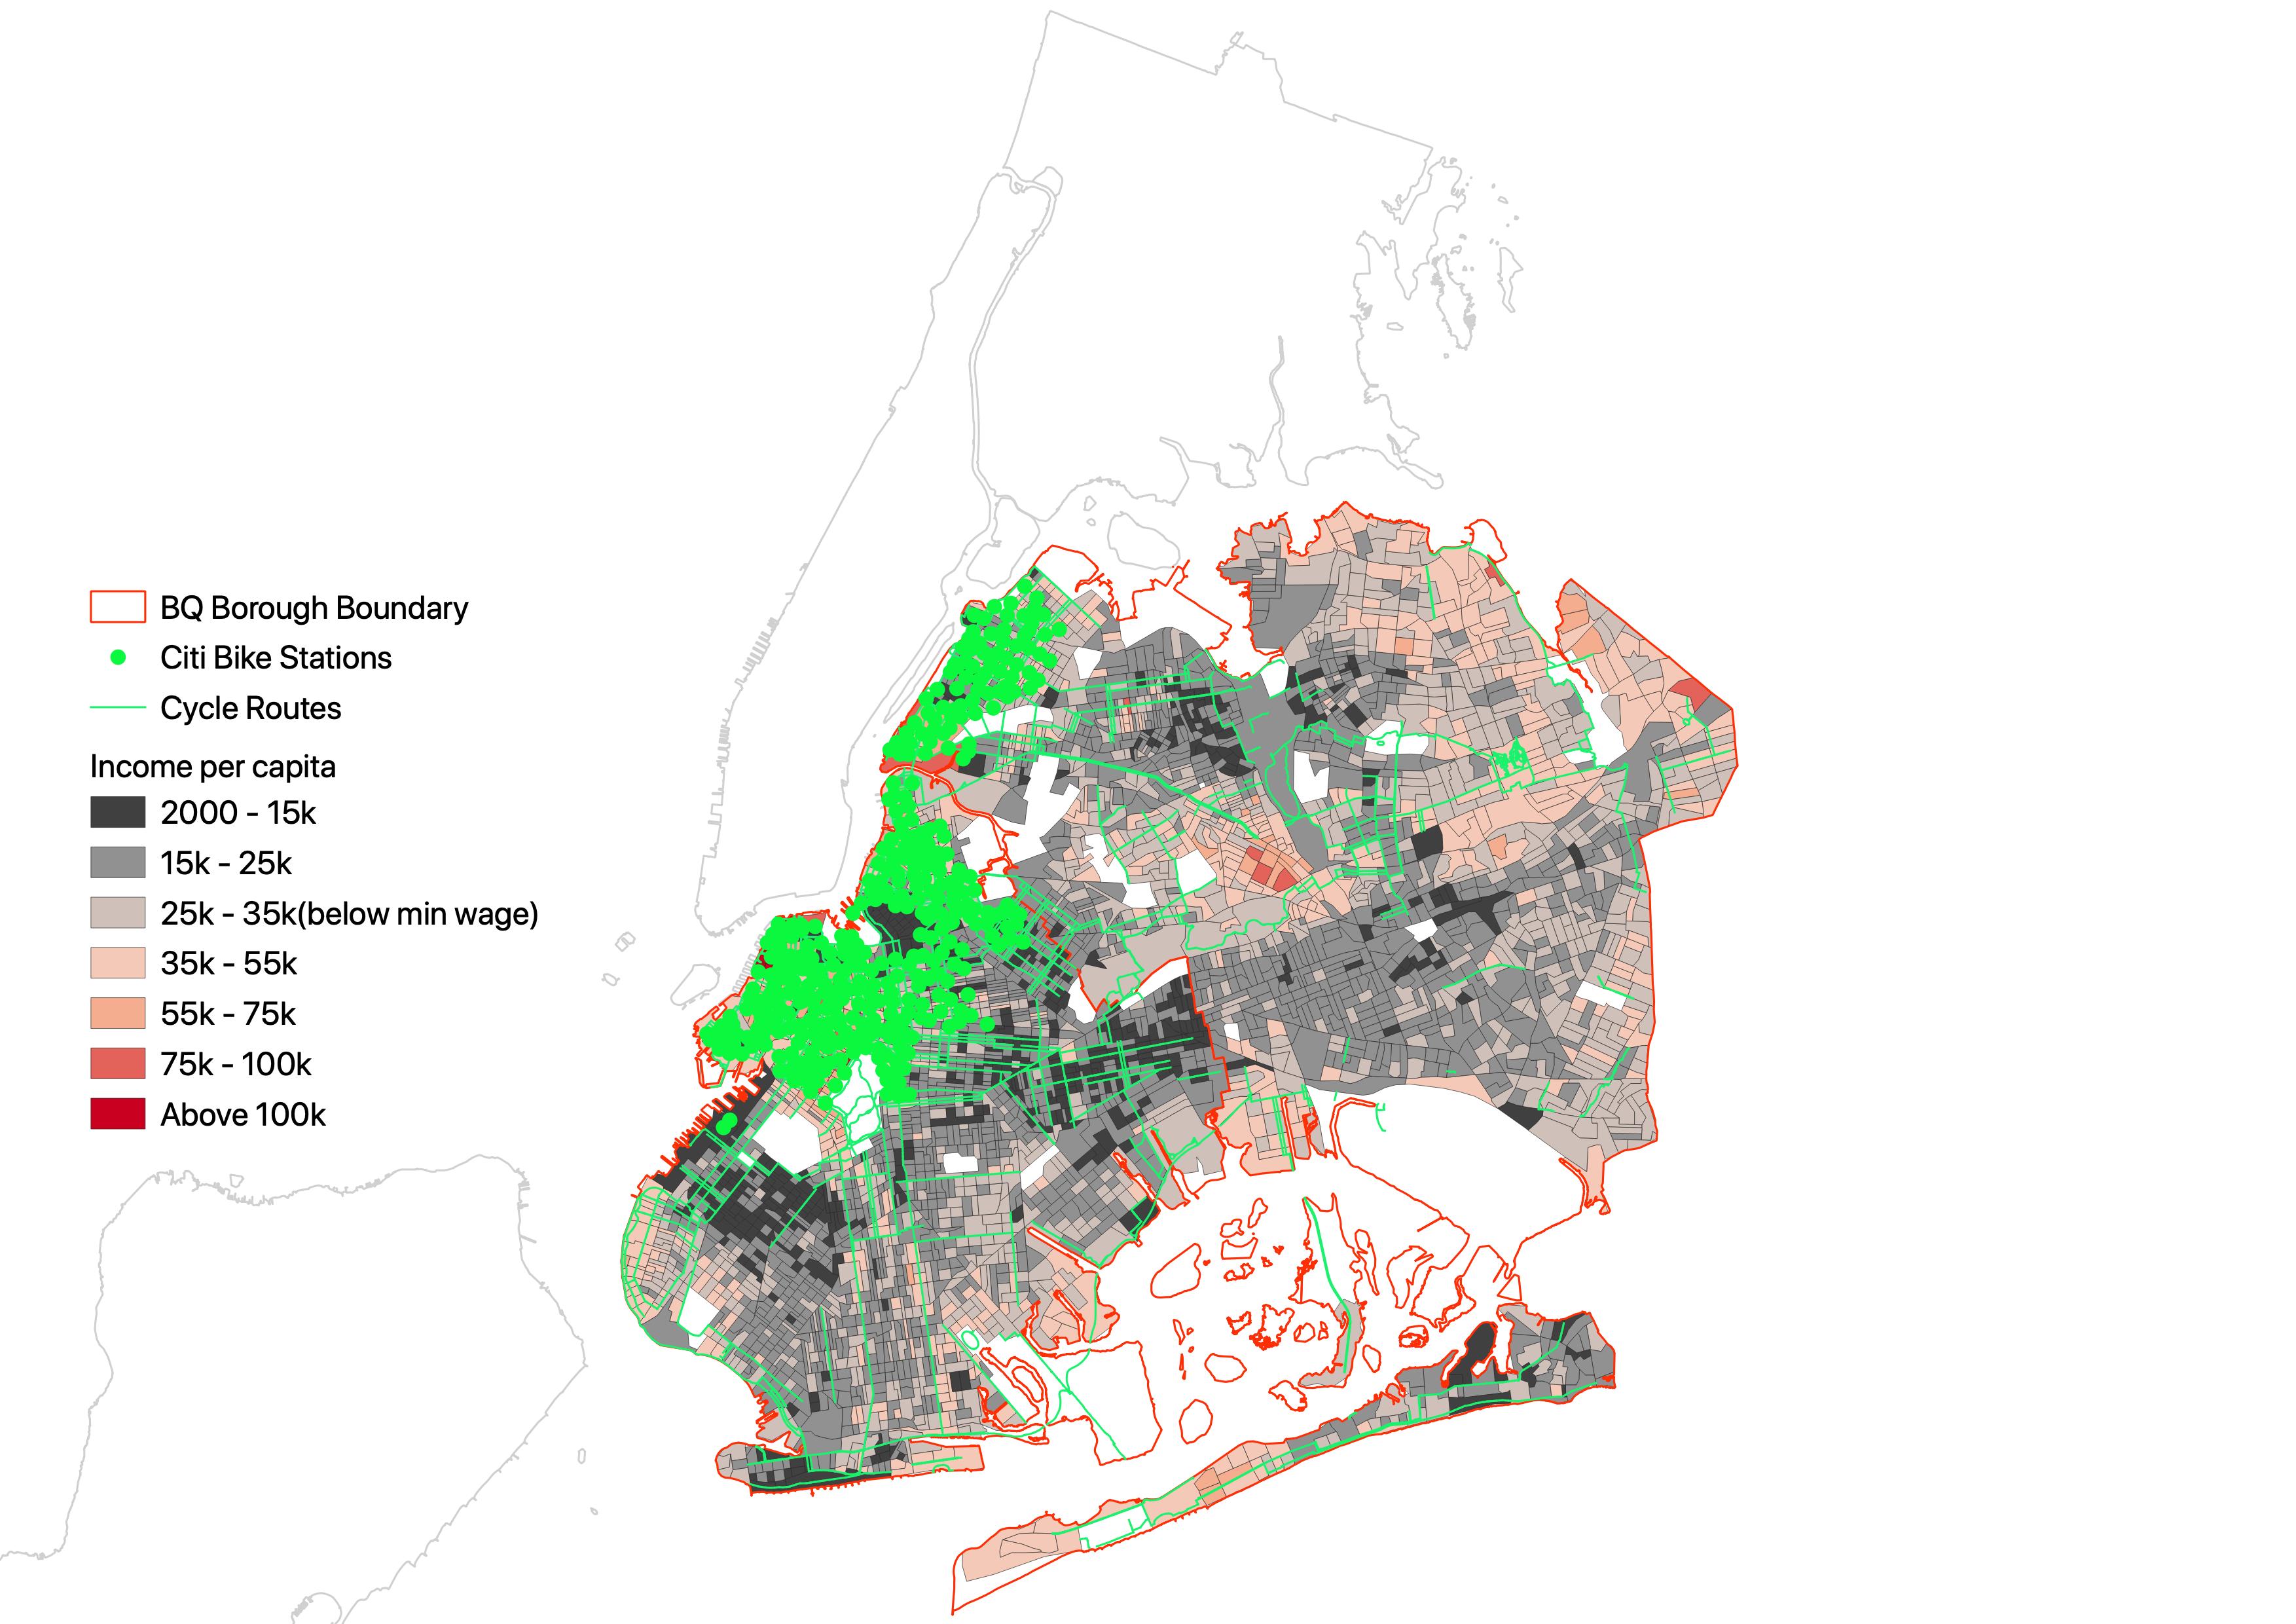 BQ Borough Boundary
Citi Bike Stations
Cycle Routes
Income per capita
2000 - 15k
15k - 25k
25k - 35k(below min wage)
35k - 55k
55k - 75k
75k - 100k
Above 100k